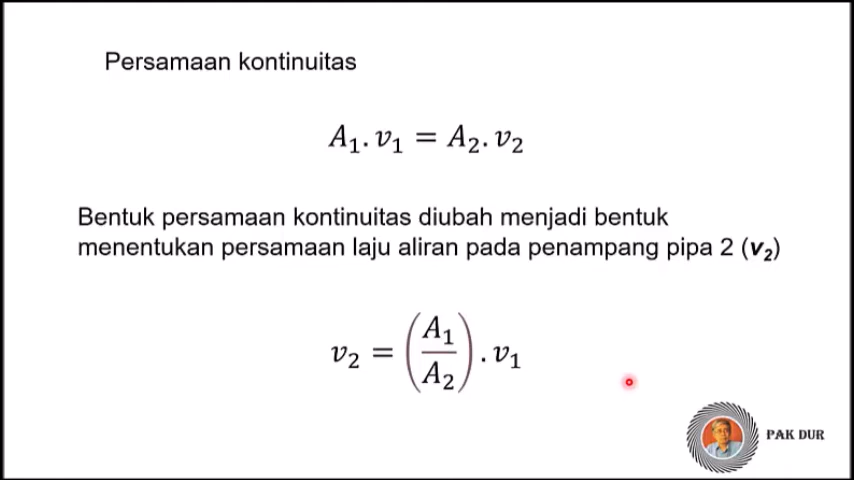 Persamaan kontinuitas
A₁. v₁ = A₂. v₂
Bentuk persamaan kontinuitas diubah menjadi bentuk
menentukan persamaan laju aliran pada penampang pipa 2 (v₂)
v₂ = (A₁/A₂) . v₁
PAK DUR